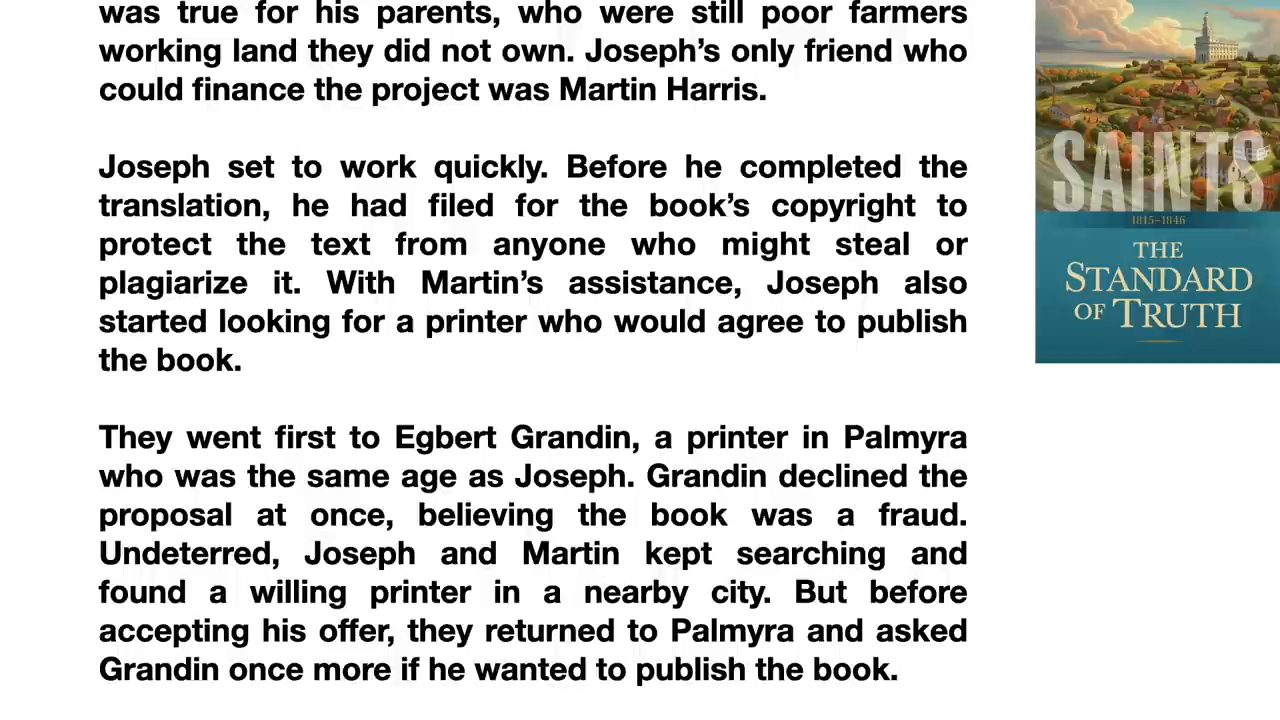 was true for his parents, who were still poor farmers
working land they did not own. Joseph’s only friend who
could finance the project was Martin Harris.
Joseph set to work quickly. Before he completed the
translation, he had filed for the book’s copyright to
protect the text from anyone who might steal or
plagiarize it. With Martin’s assistance, Joseph also
started looking for a printer who would agree to publish
the book.
They went first to Egbert Grandin, a printer in Palmyra
who was the same age as Joseph. Grandin declined the
proposal at once, believing the book was a fraud.
Undeterred, Joseph and Martin kept searching and
found a willing printer in a nearby city. But before
accepting his offer, they returned to Palmyra and asked
Grandin once more if he wanted to publish the book.
SAINTS
1815–1846
THE
STANDARD
OF TRUTH